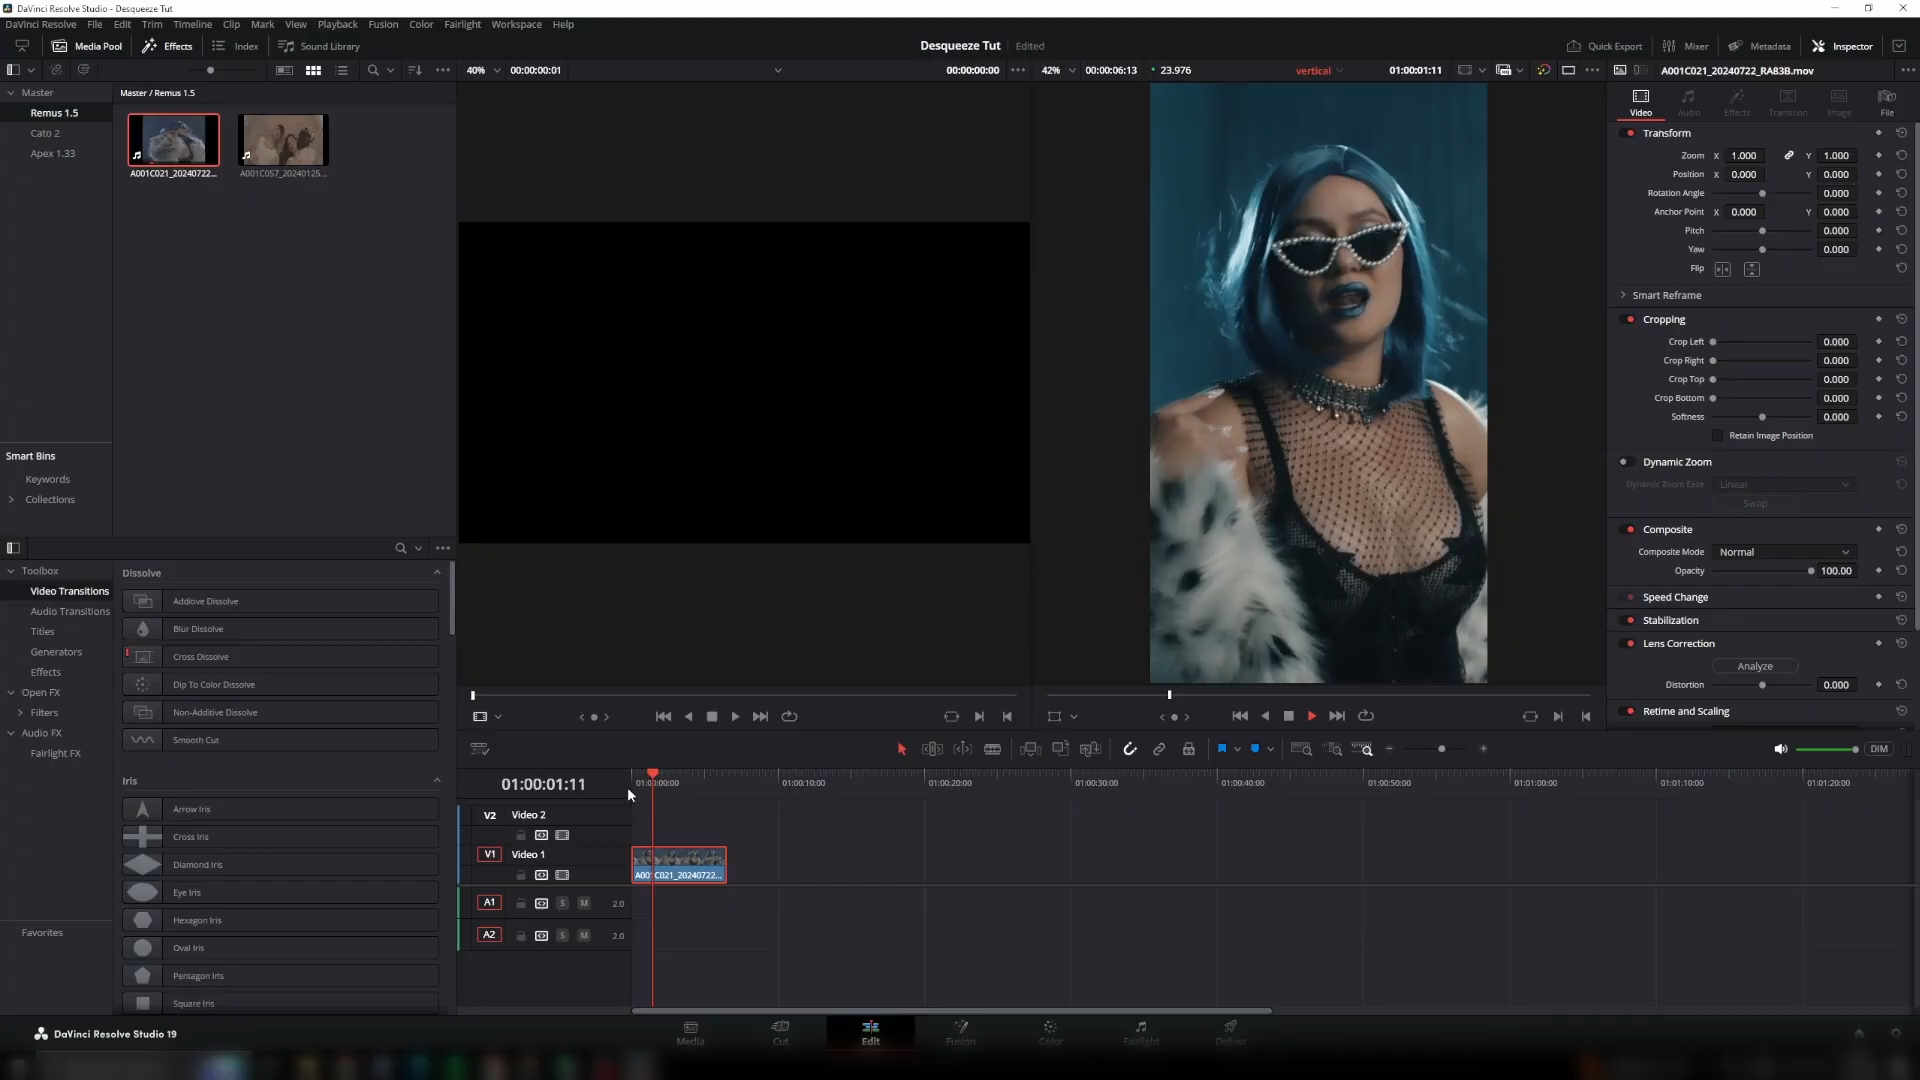 DaVinci Resolve Studio - Desqueeze Tut
DaVinci Resolve File Edit Trim Timeline Clip Mark View Playback Fusion Color Fairlight Workspace Help
Media Pool Effects Index Sound Library Desqueeze Tut Edited Quick Export Mixer Metadata Inspector
40% 00:00:00:01 00:00:00:00 42% 00:00:06:13 23.976 vertical 01:00:01:11 A001C021_20240722_RA83B.mov
Master
Remus 1.5
Cato 2
Apex 1.33
Master / Remus 1.5
A001C021_20240722... A001C057_20240125...
Smart Bins
Keywords
Collections
Video Audio Effects Transition Image File
Transform
Zoom X 1.000 Y 1.000
Position X 0.000 Y 0.000
Rotation Angle 0.000
Anchor Point X 0.000 Y 0.000
Pitch 0.000
Yaw 0.000
Flip
Smart Reframe
Cropping
Crop Left 0.000
Crop Right 0.000
Crop Top 0.000
Crop Bottom 0.000
Softness 0.000
Retain Image Position
Dynamic Zoom
Dynamic Zoom Ease Linear
Swap
Composite
Composite Mode Normal
Opacity 100.00
Speed Change
Stabilization
Lens Correction
Analyze
Distortion 0.000
Retime and Scaling
Toolbox
Video Transitions
Audio Transitions
Titles
Generators
Effects
Open FX
Filters
Audio FX
Fairlight FX
Favorites
Dissolve
Additive Dissolve
Blur Dissolve
Cross Dissolve
Dip To Color Dissolve
Non-Additive Dissolve
Smooth Cut
Iris
Arrow Iris
Cross Iris
Diamond Iris
Eye Iris
Hexagon Iris
Oval Iris
Pentagon Iris
Square Iris
DIM
01:00:01:11 01:00:00:00 01:00:10:00 01:00:20:00 01:00:30:00 01:00:40:00 01:00:50:00 01:01:00:00 01:01:10:00 01:01:20:00
V2 Video 2
V1 Video 1
A001C021_20240722...
A1 S M 2.0
A2 S M 2.0
DaVinci Resolve Studio 19
Media Cut Edit Fusion Color Fairlight Deliver